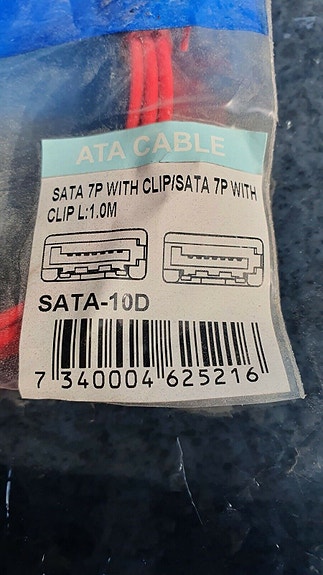 ATA CABLE
SATA 7P WITH CLIP/SATA 7P WITH
CLIP L:1.0M
SATA-10D
7 340004 625216